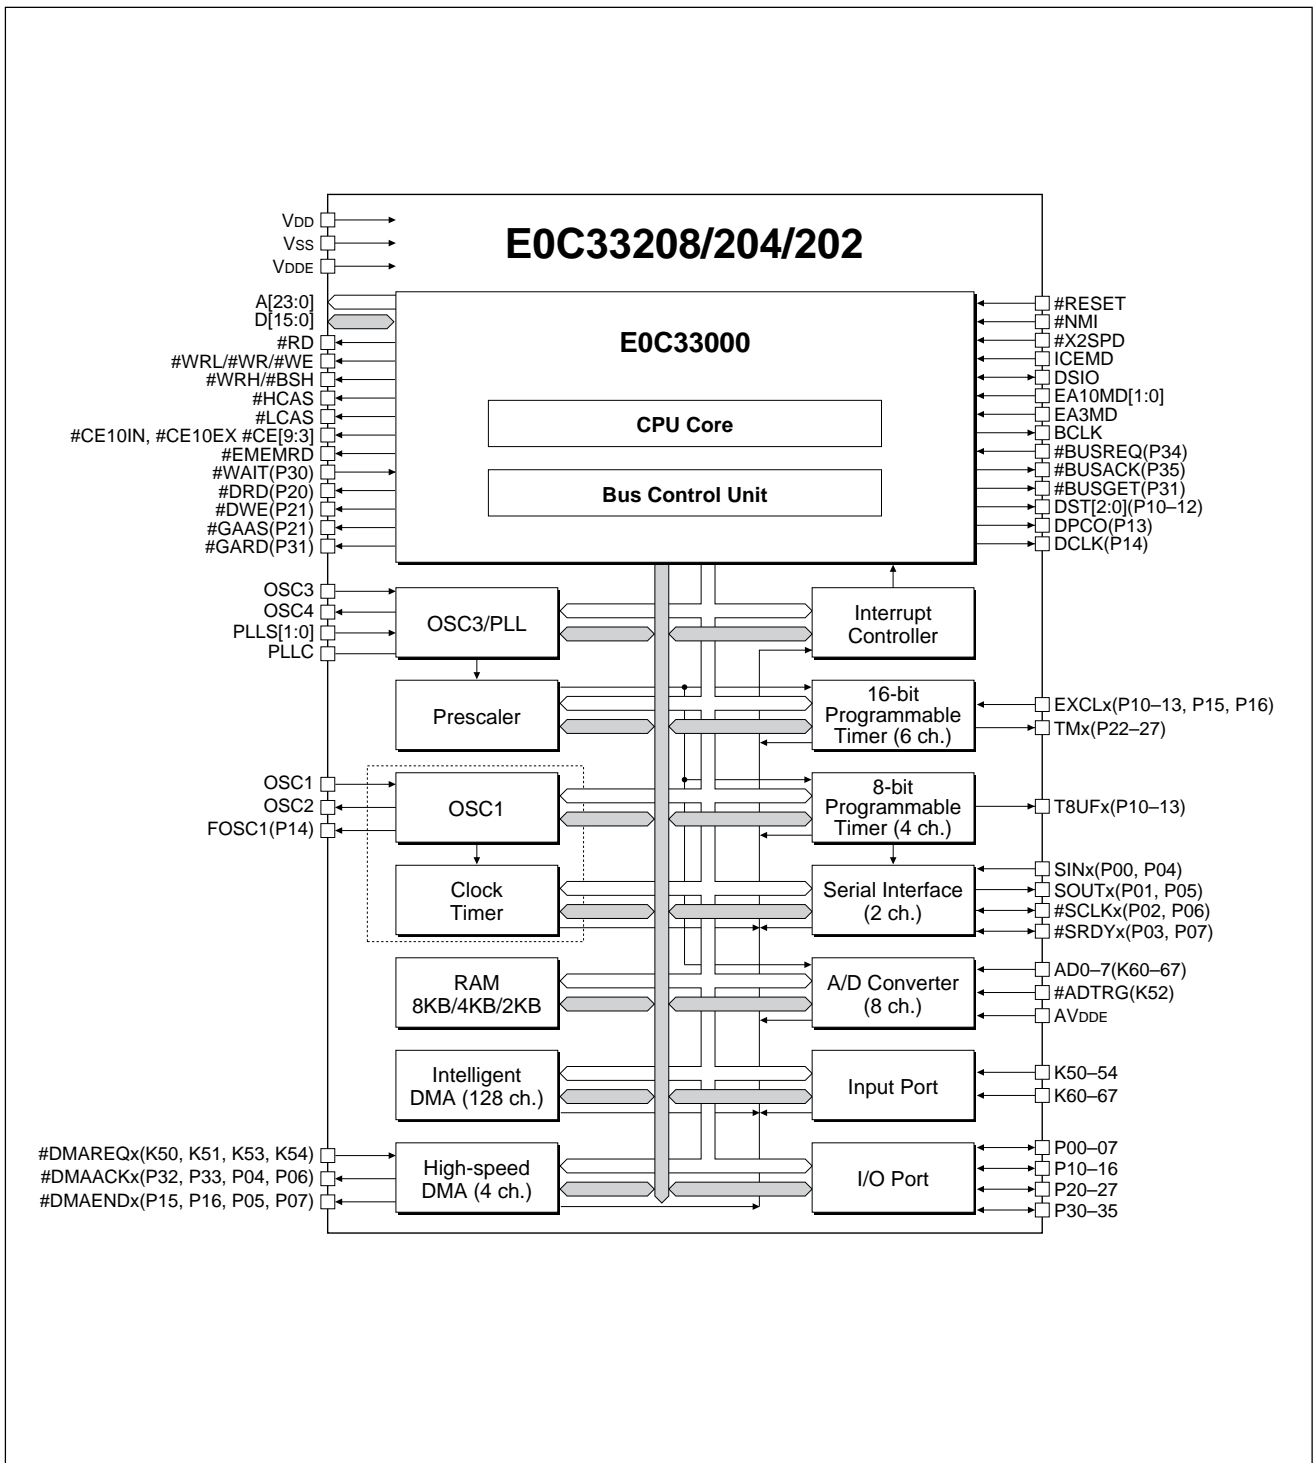 E0C33208/204/202
VDD
VSS
VDDE
A[23:0]
D[15:0]
#RD
#WRL/#WR/#WE
#WRH/#BSH
#HCAS
#LCAS
#CE10IN, #CE10EX #CE[9:3]
#EMEMRD
#WAIT(P30)
#DRD(P20)
#DWE(P21)
#GAAS(P21)
#GARD(P31)
E0C33000
CPU Core
Bus Control Unit
#RESET
#NMI
#X2SPD
ICEMD
DSIO
EA10MD[1:0]
EA3MD
BCLK
#BUSREQ(P34)
#BUSACK(P35)
#BUSGET(P31)
DST[2:0](P10–12)
DPCO(P13)
DCLK(P14)
OSC3
OSC4
PLLS[1:0]
PLLC
OSC3/PLL
Interrupt
Controller
Prescaler
16-bit
Programmable
Timer (6 ch.)
EXCLx(P10–13, P15, P16)
TMx(P22–27)
OSC1
OSC2
FOSC1(P14)
OSC1
8-bit
Programmable
Timer (4 ch.)
T8UFx(P10–13)
Clock
Timer
Serial Interface
(2 ch.)
SINx(P00, P04)
SOUTx(P01, P05)
#SCLKx(P02, P06)
#SRDYx(P03, P07)
RAM
8KB/4KB/2KB
A/D Converter
(8 ch.)
AD0–7(K60–67)
#ADTRG(K52)
AVDDE
Intelligent
DMA (128 ch.)
Input Port
K50–54
K60–67
#DMAREQx(K50, K51, K53, K54)
#DMAACKx(P32, P33, P04, P06)
#DMAENDx(P15, P16, P05, P07)
High-speed
DMA (4 ch.)
I/O Port
P00–07
P10–16
P20–27
P30–35